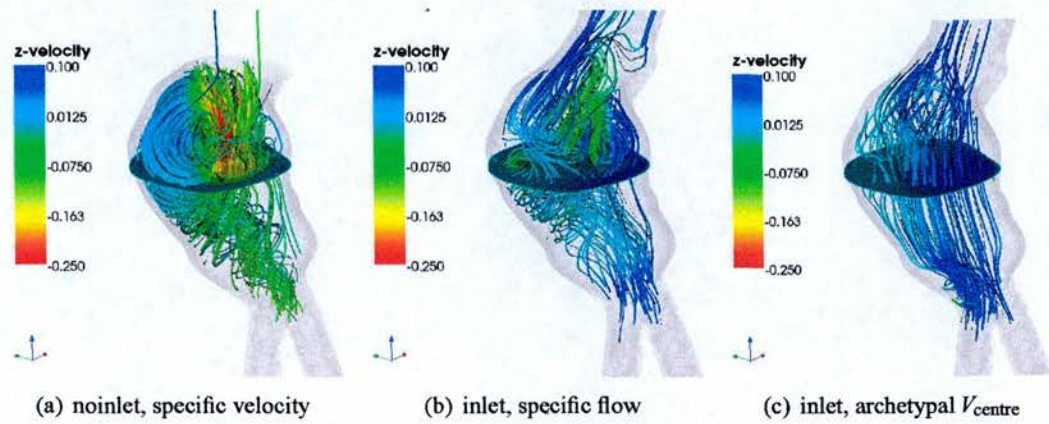 z-velocity
0.100
0.0125
-0.0750
-0.163
-0.250
z-velocity
0.100
0.0125
-0.0750
-0.163
-0.250
z-velocity
0.100
0.0125
-0.0750
-0.163
-0.250
(a) noinlet, specific velocity
(b) inlet, specific flow
(c) inlet, archetypal Vcentre